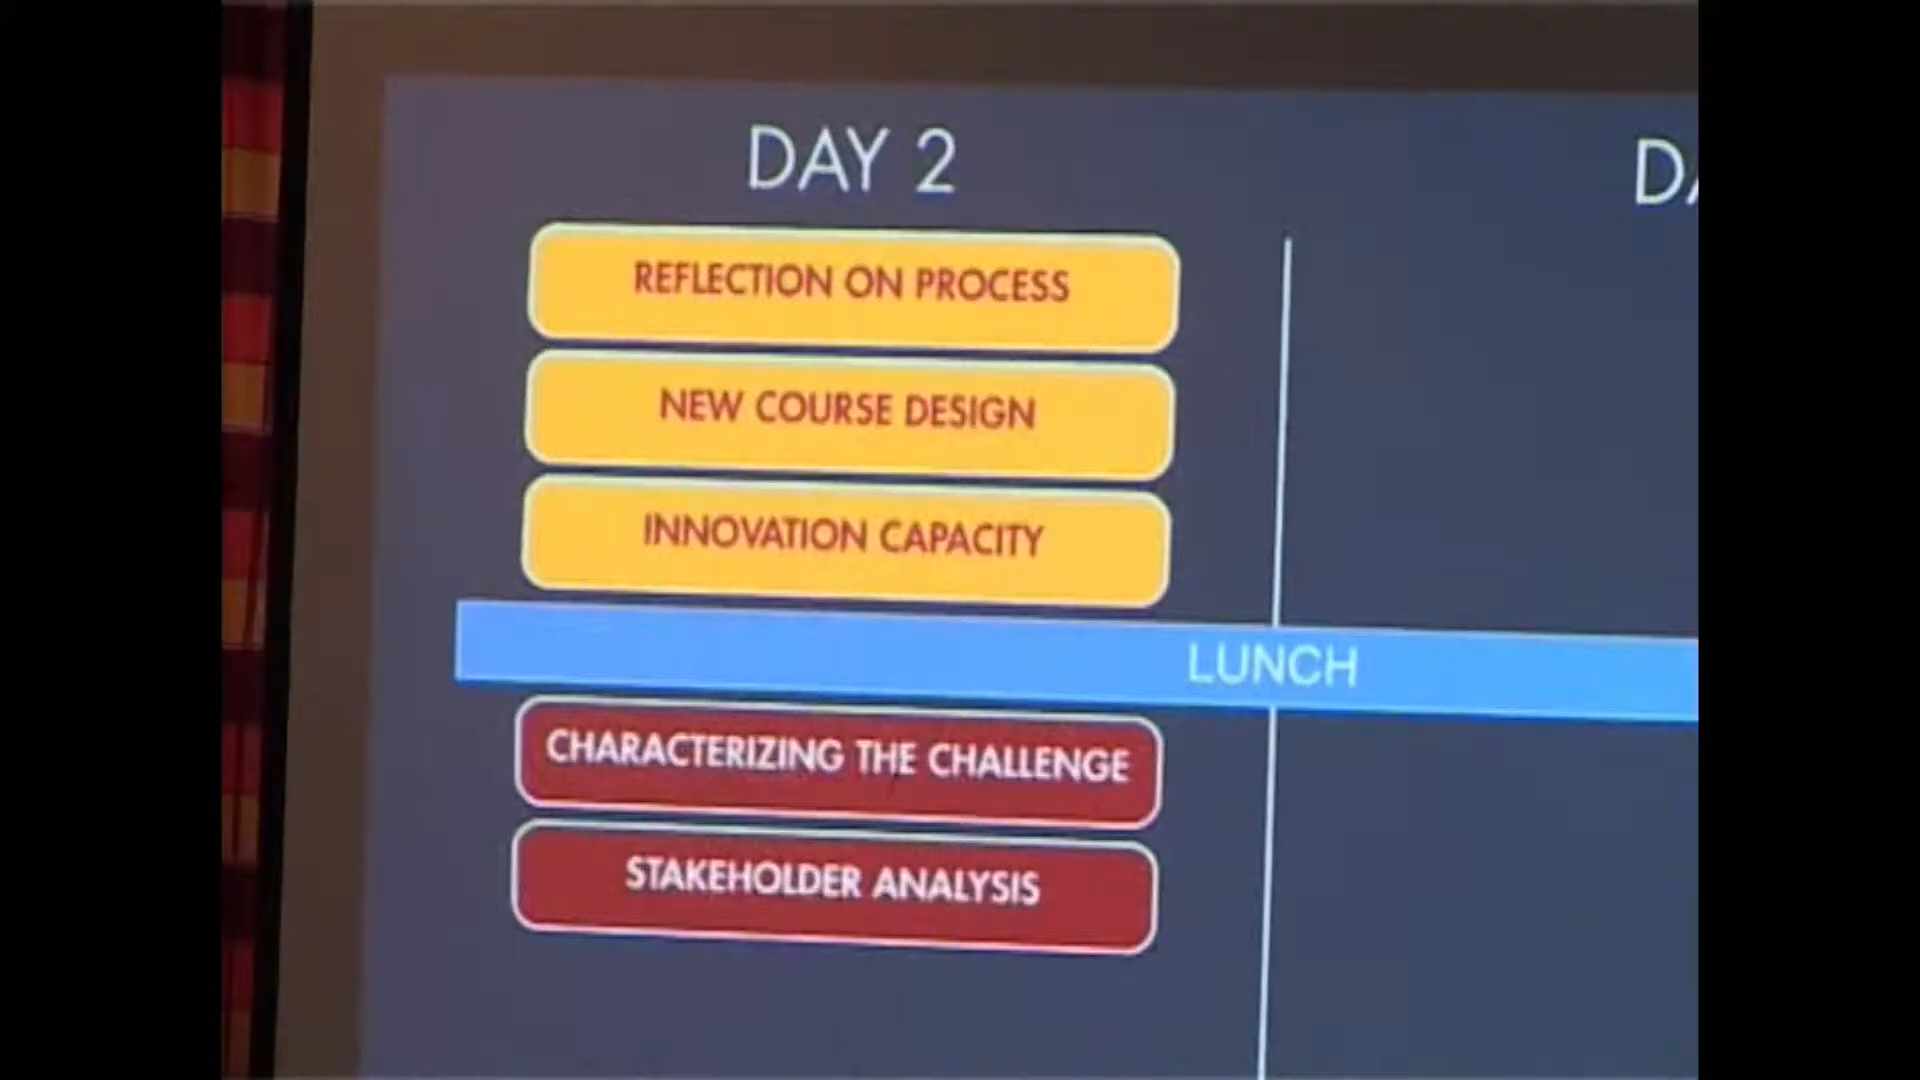 DAY 2
REFLECTION ON PROCESS
NEW COURSE DESIGN
INNOVATION CAPACITY
LUNCH
CHARACTERIZING THE CHALLENGE
STAKEHOLDER ANALYSIS